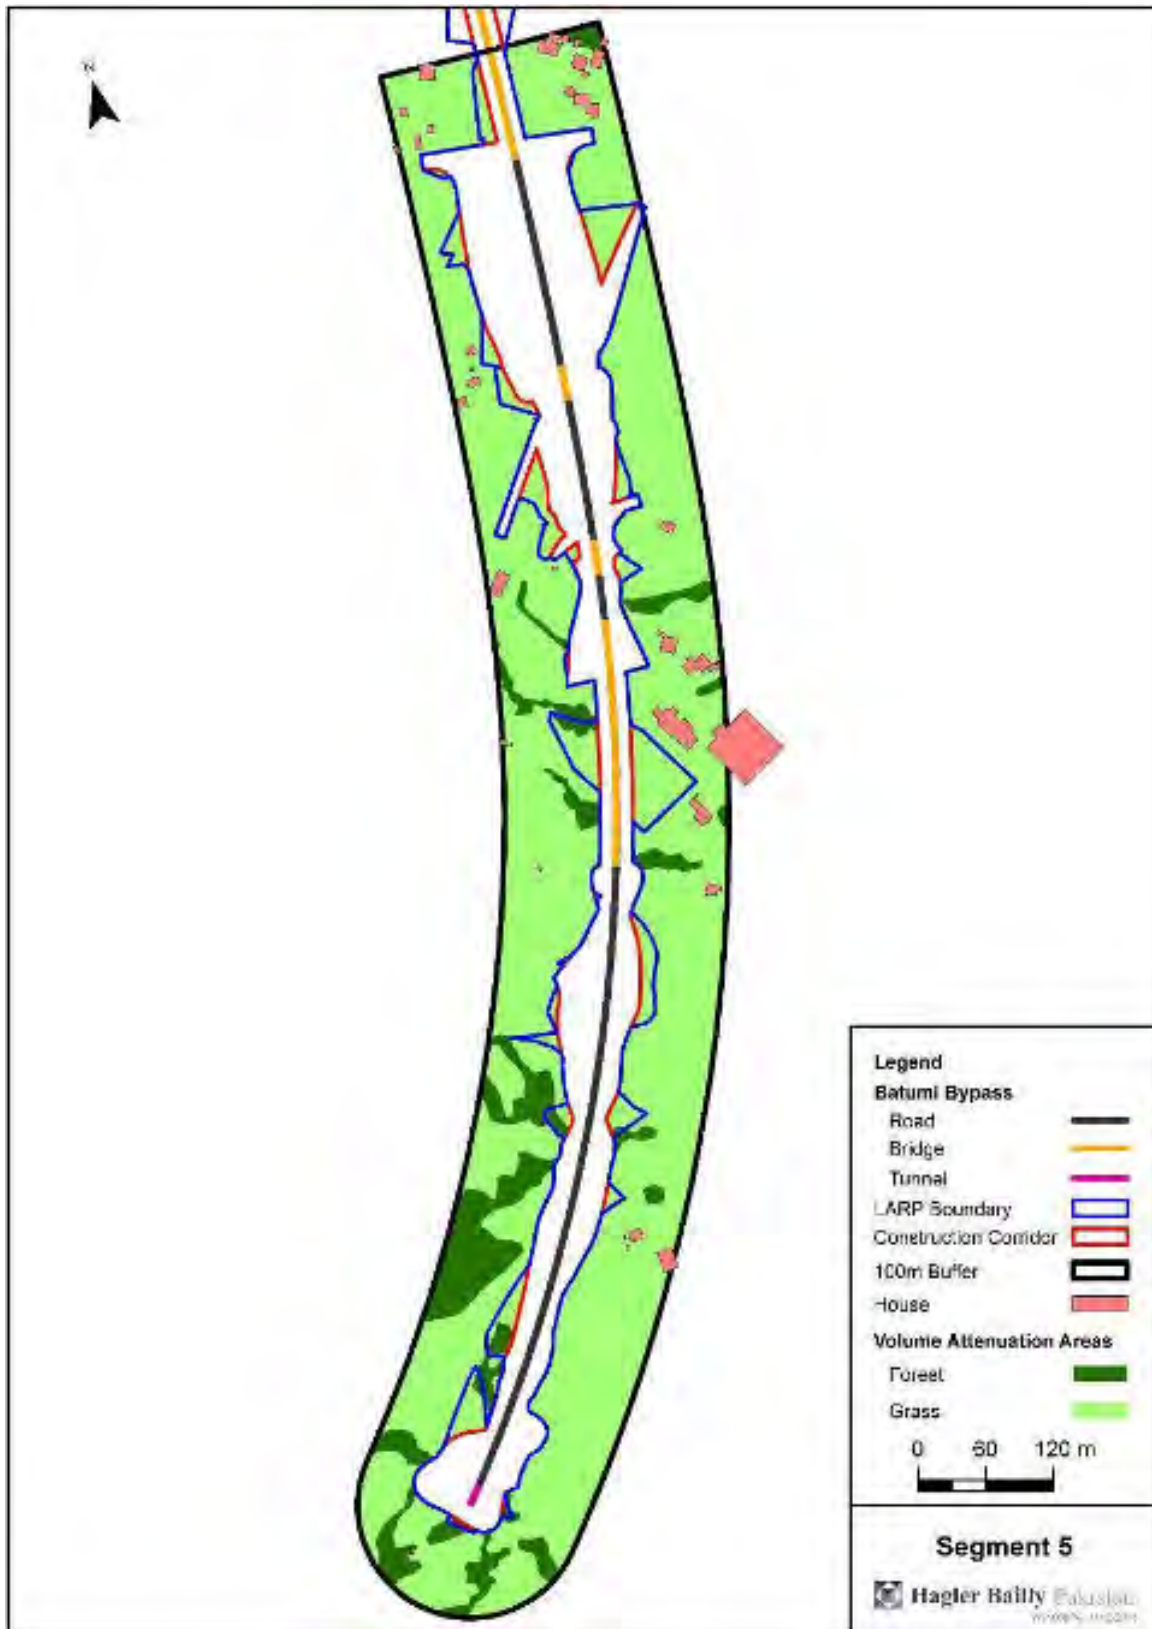 N
Legend
Batumi Bypass
Road
Bridge
Tunnel
LARP Boundary
Construction Corridor
100m Buffer
House
Volume Attenuation Areas
Forest
Grass
0 60 120 m
Segment 5
Hagler Bailly Pakistan